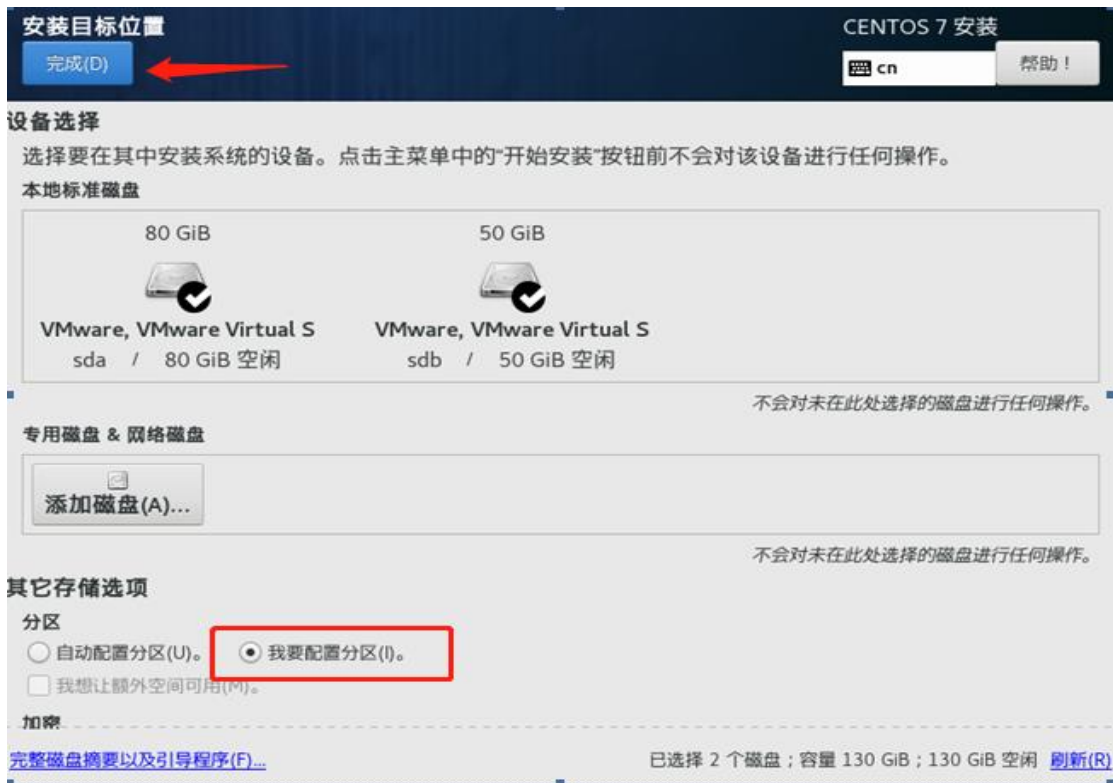 安装目标位置
CENTOS 7 安装
完成(D)
cn
帮助！
设备选择
选择要在其中安装系统的设备。点击主菜单中的"开始安装"按钮前不会对该设备进行任何操作。
本地标准磁盘
80 GiB
50 GiB
VMware, VMware Virtual S
VMware, VMware Virtual S
sda / 80 GiB 空闲
sdb / 50 GiB 空闲
不会对未在此处选择的磁盘进行任何操作。
专用磁盘 & 网络磁盘
添加磁盘(A)...
不会对未在此处选择的磁盘进行任何操作。
其它存储选项
分区
自动配置分区(U)。
我要配置分区(I)。
我想让额外空间可用(M)。
加密
完整磁盘摘要以及引导程序(F)...
已选择 2 个磁盘；容量 130 GiB；130 GiB 空闲
刷新(R)